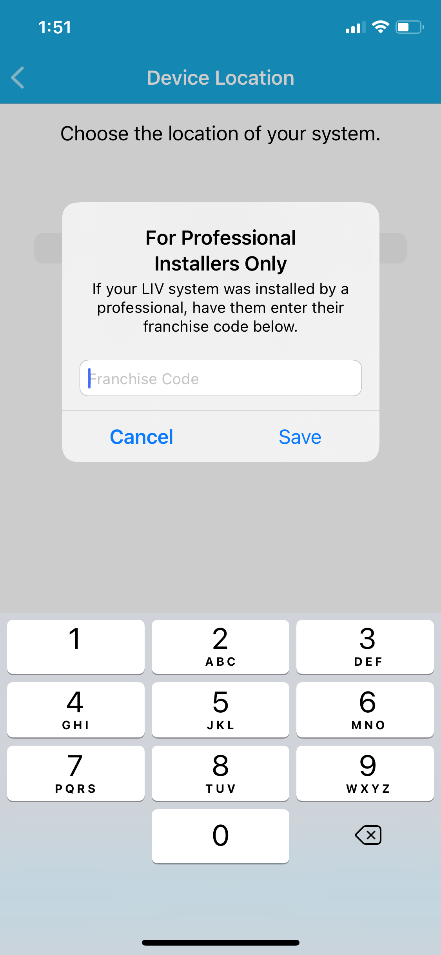 1:51
Device Location
Choose the location of your system.
For Professional
Installers Only
If your LIV system was installed by a
professional, have them enter their
franchise code below.
Franchise Code
Cancel Save
1 2 3
ABC DEF
4 5 6
GHI JKL MNO
7 8 9
PQRS TUV WXYZ
0